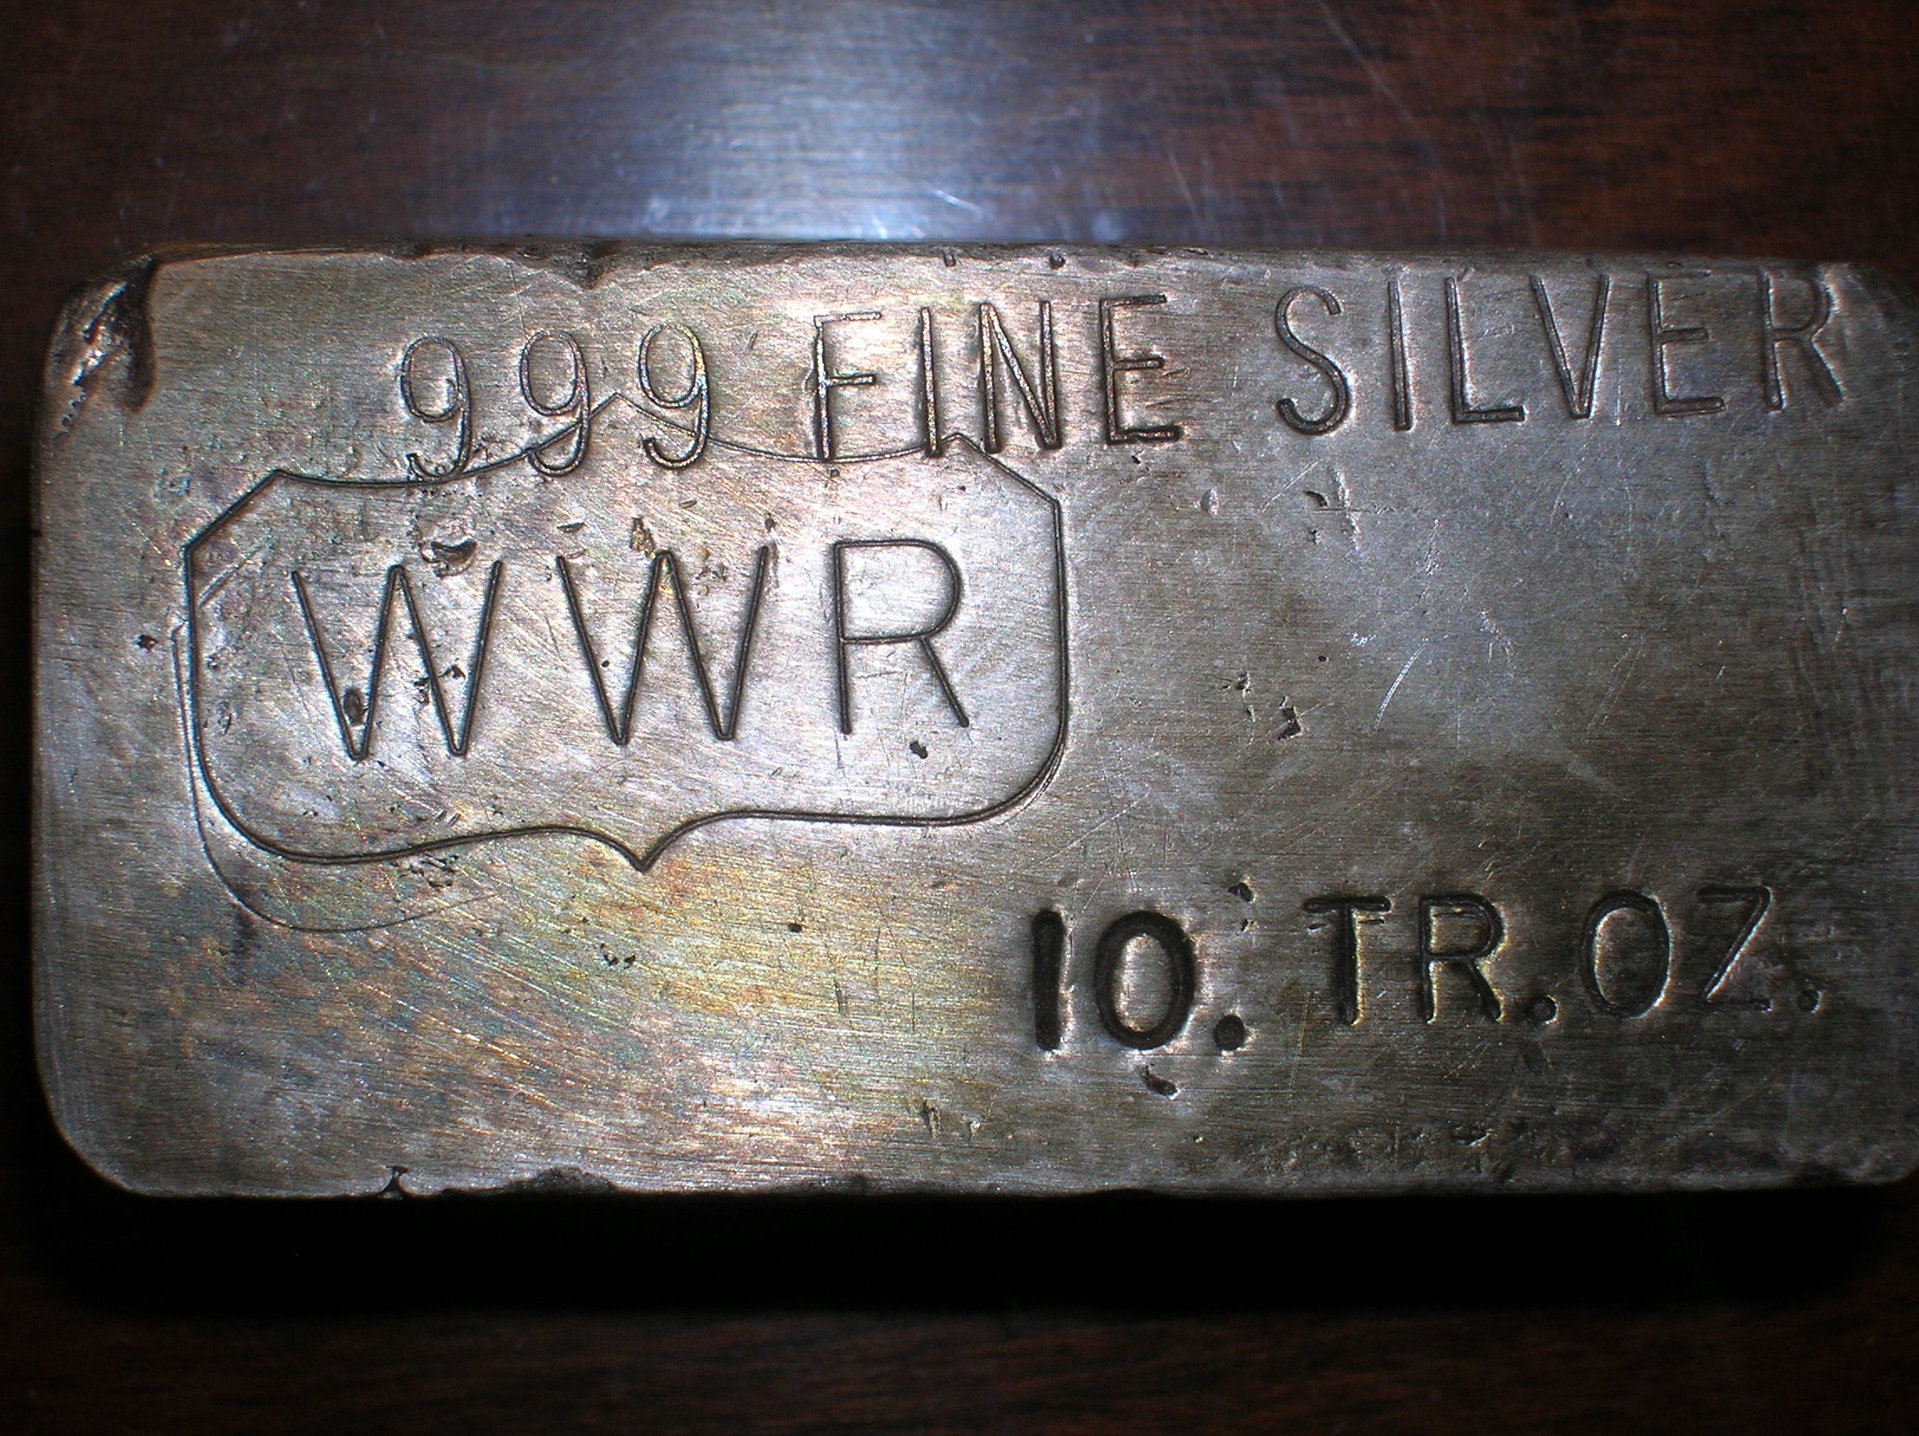 999 FINE SILVER
WWR
10. TR.OZ.